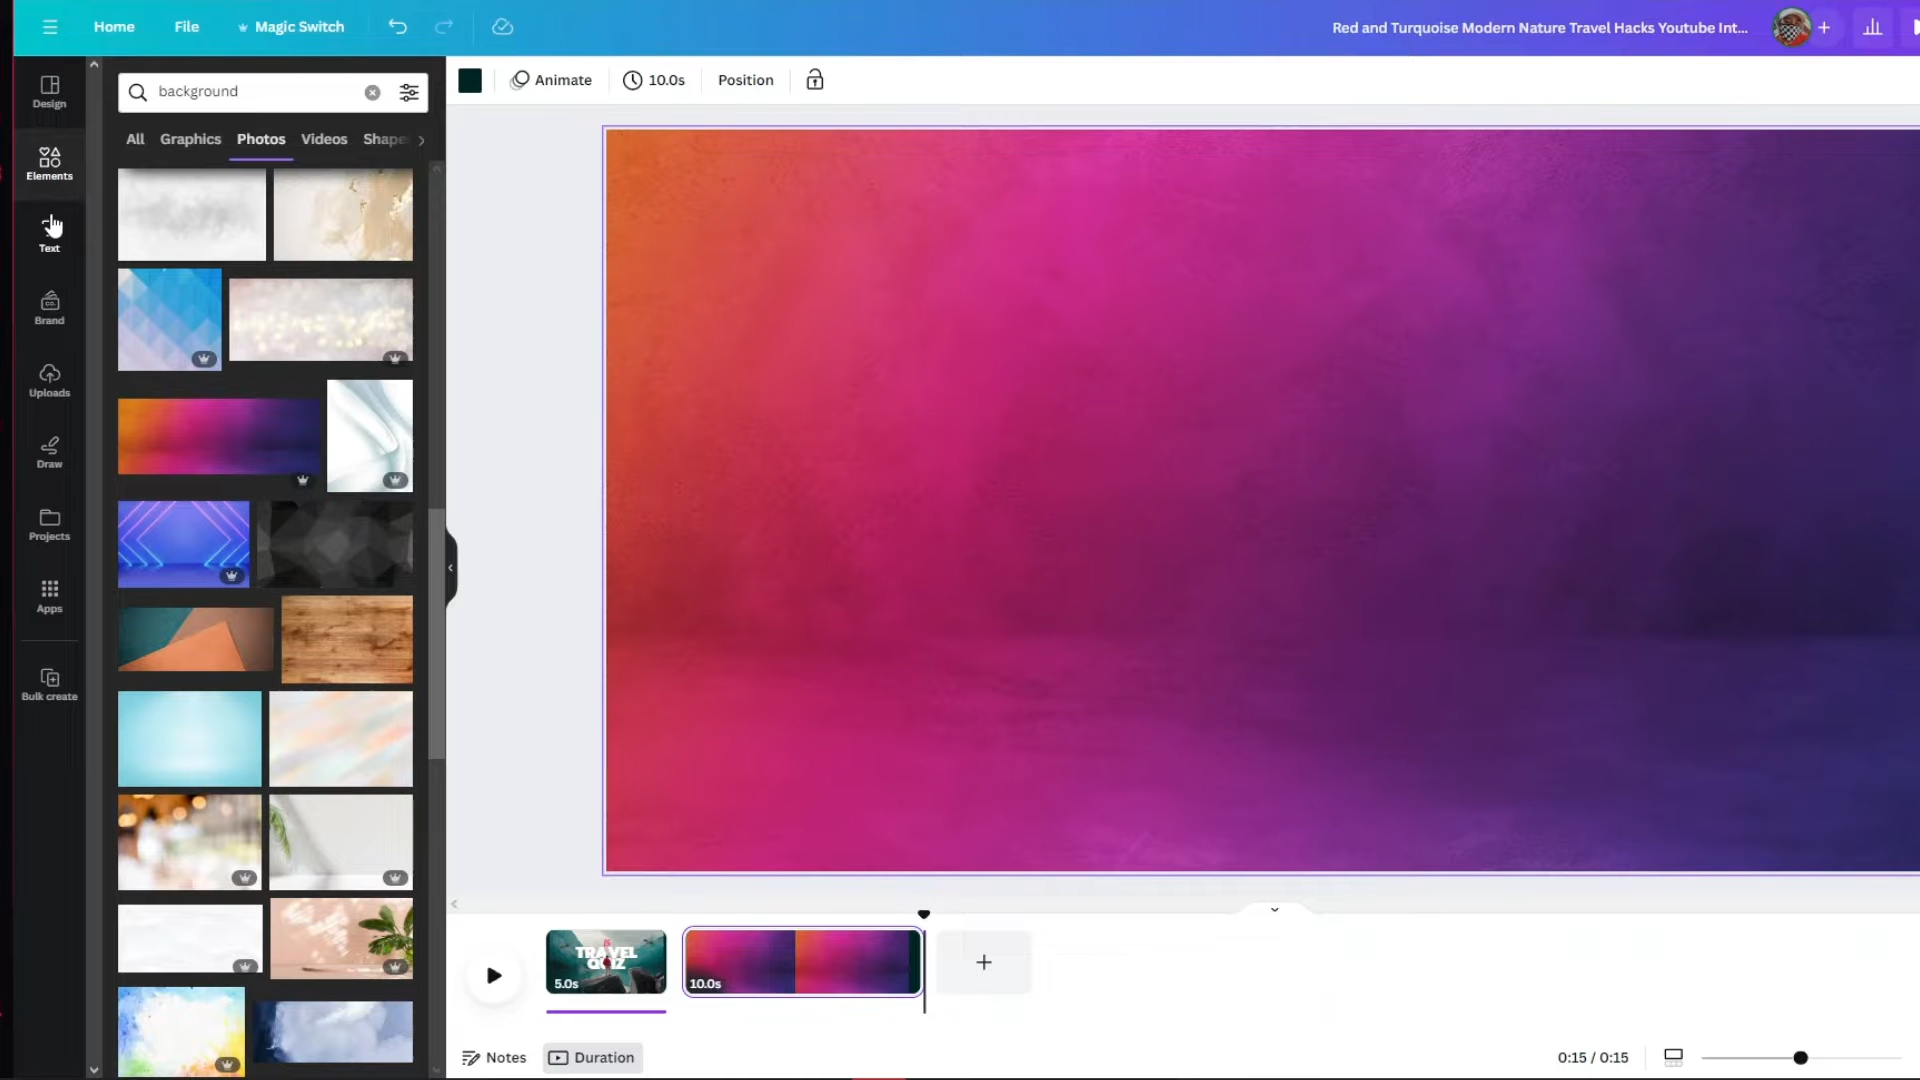 Home File Magic Switch Red and Turquoise Modern Nature Travel Hacks Youtube Int...
Design
Elements
Text
Brand
Uploads
Draw
Projects
Apps
Bulk create
background
All Graphics Photos Videos Shape
Animate 10.0s Position
TRAVEL
QUIZ
5.0s
10.0s
Notes Duration 0:15 / 0:15